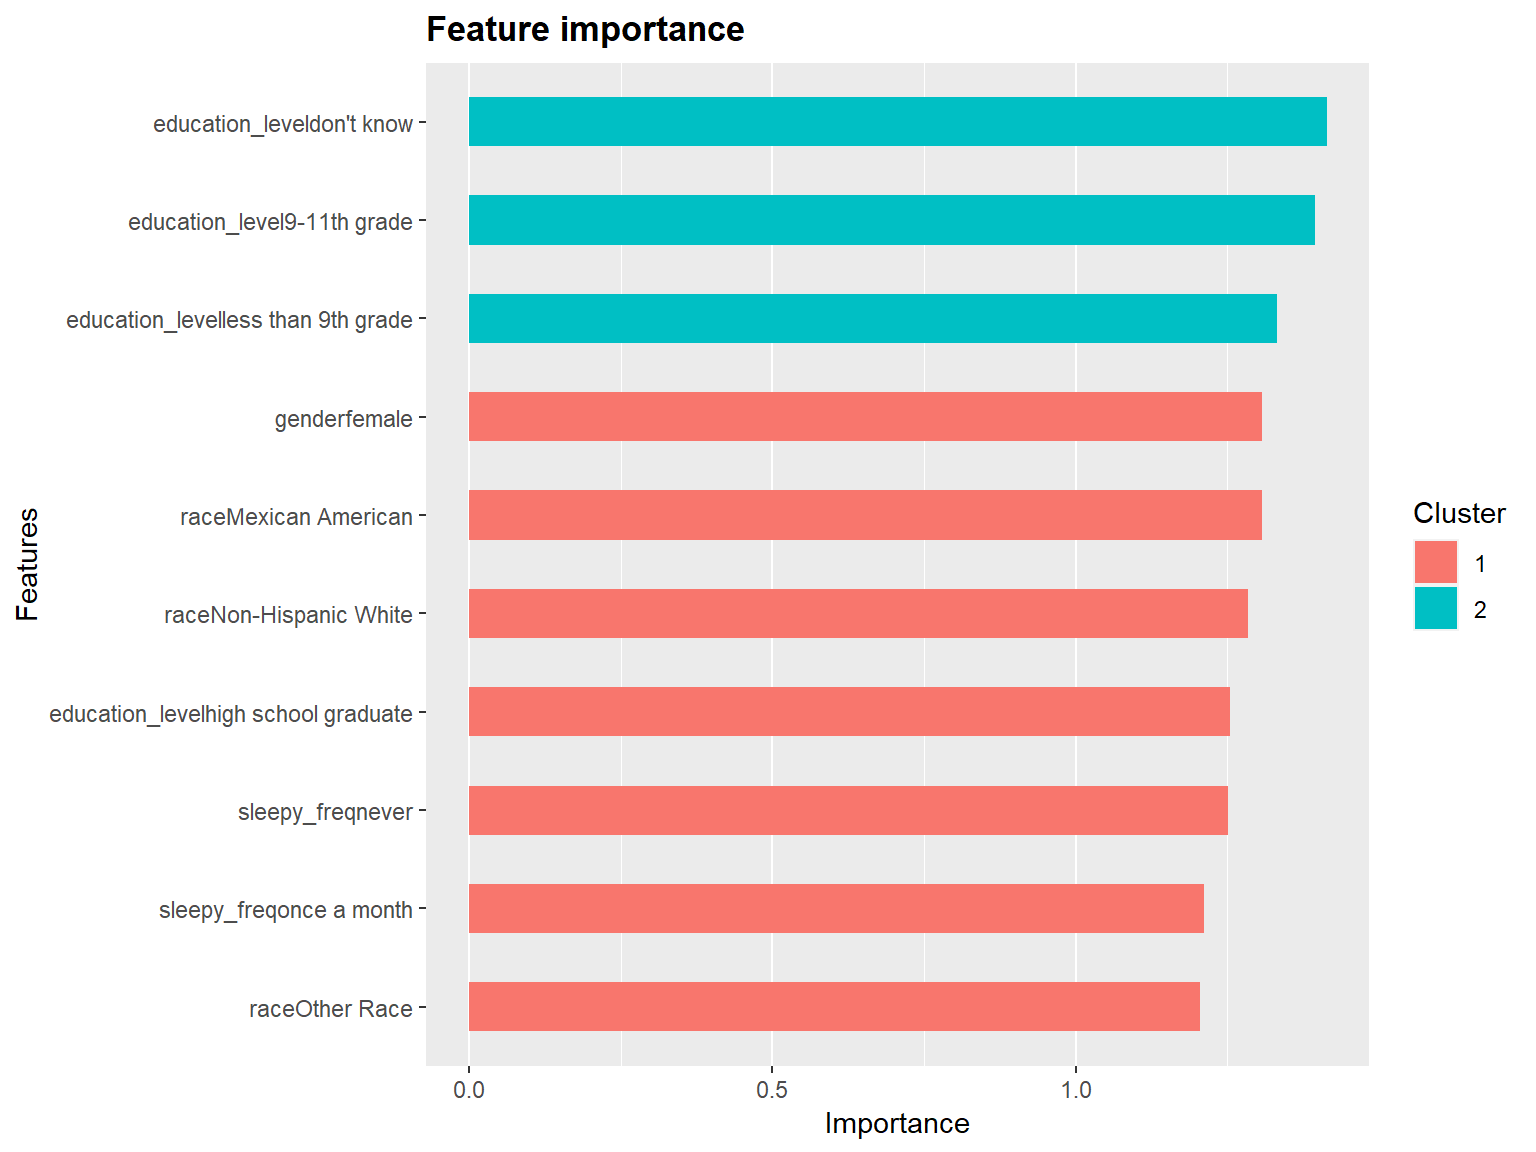 Feature importance
education_leveldon't know
education_level9-11th grade
education_levelless than 9th grade
genderfemale
raceMexican American
raceNon-Hispanic White
education_levelhigh school graduate
sleepy_freqnever
sleepy_freqonce a month
raceOther Race
Features
0.0
0.5
1.0
Importance
Cluster
1
2